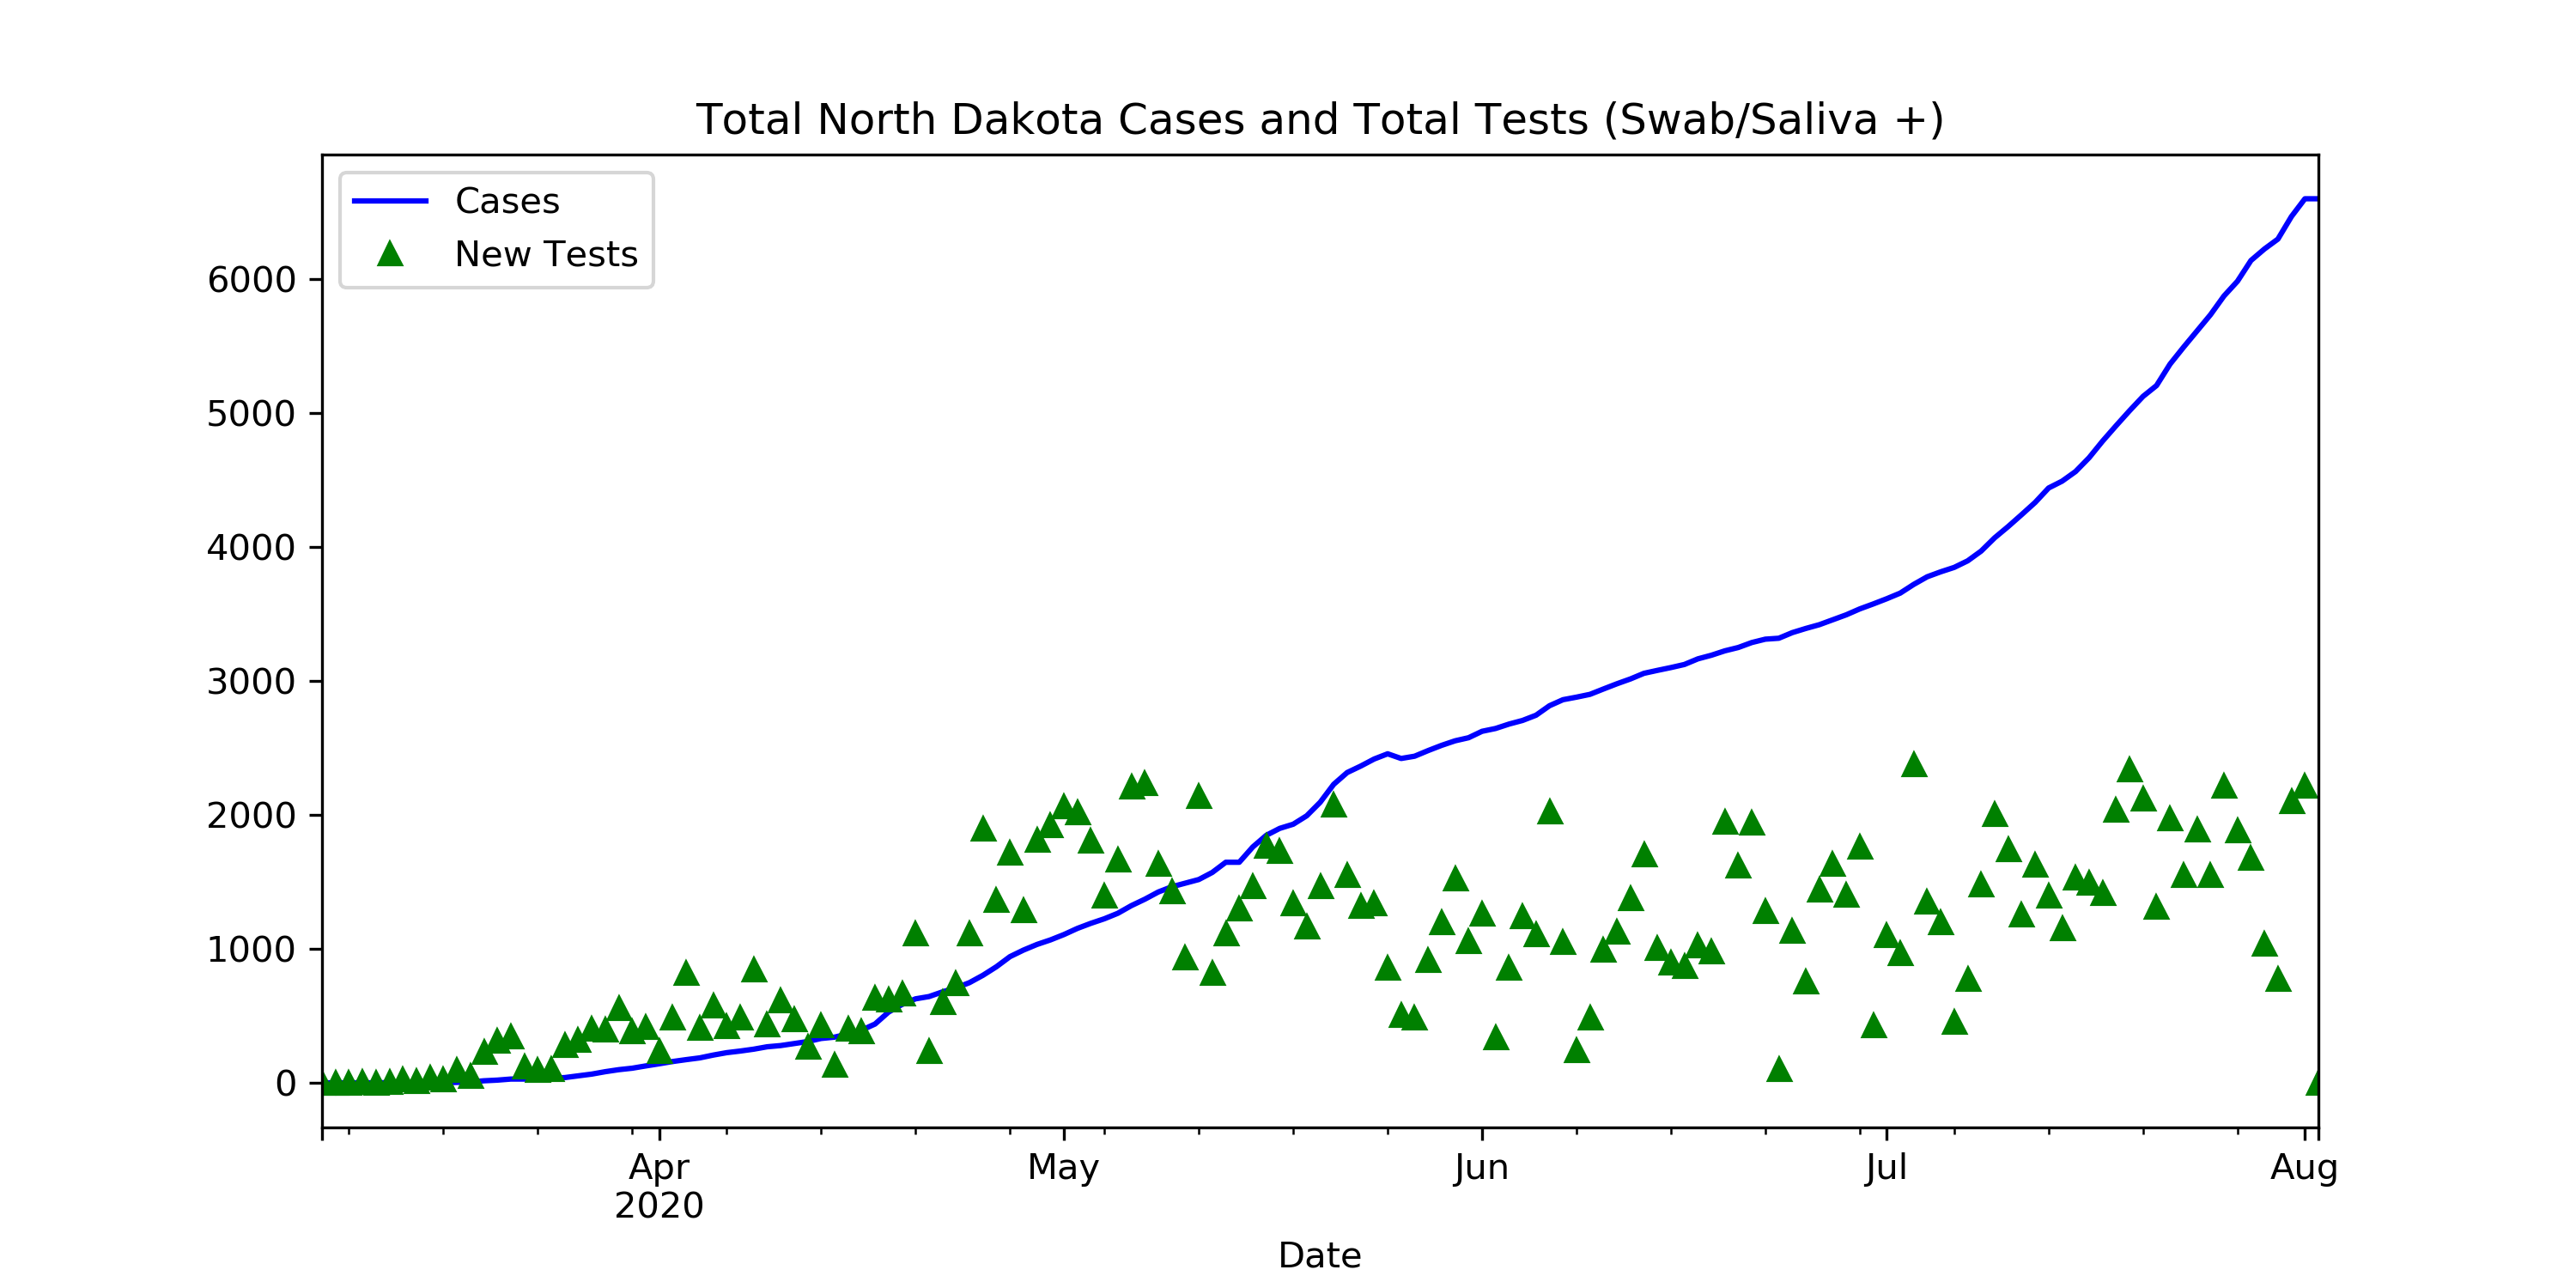 Total North Dakota Cases and Total Tests (Swab/Saliva +)
Cases
New Tests
6000
5000
4000
3000
2000
1000
0
Apr
2020
May
Jun
Jul
Aug
Date